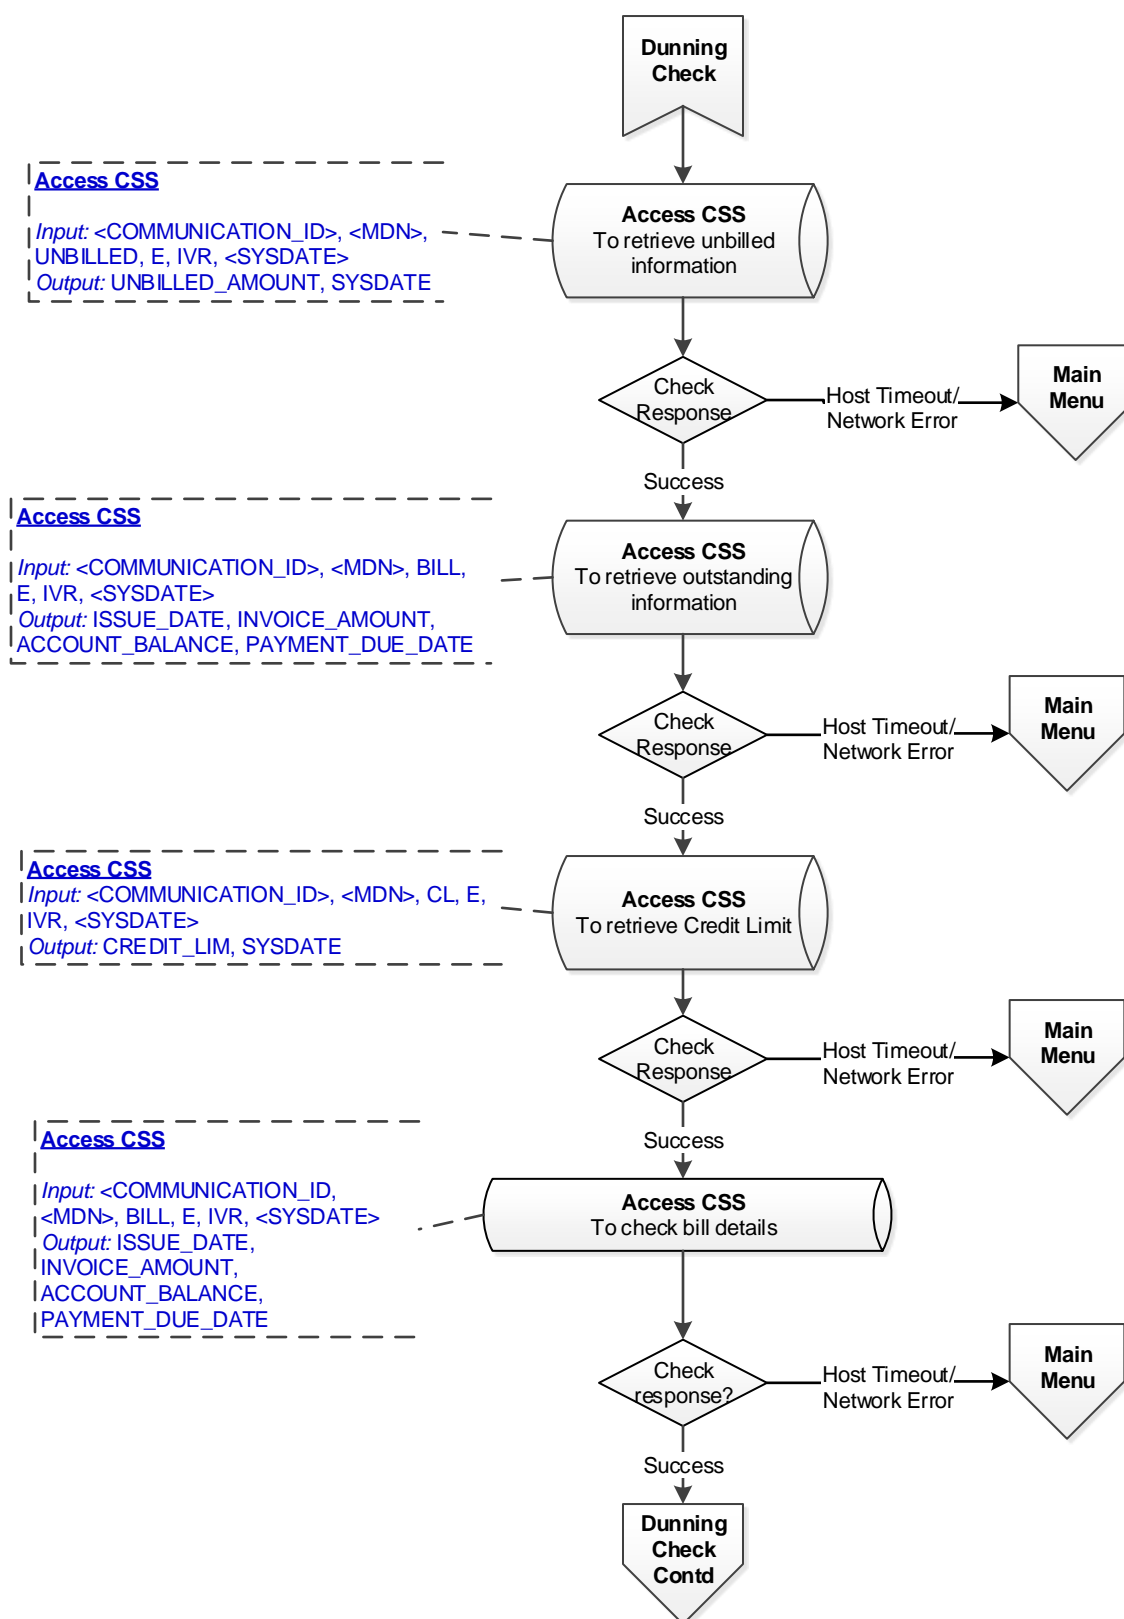 Dunning
Check
Access CSS
Input: <COMMUNICATION_ID>, <MDN>,
UNBILLED, E, IVR, <SYSDATE>
Output: UNBILLED_AMOUNT, SYSDATE
Access CSS
To retrieve unbilled
information
Check
Response
Host Timeout/
Network Error
Main
Menu
Success
Access CSS
Input: <COMMUNICATION_ID>, <MDN>, BILL,
E, IVR, <SYSDATE>
Output: ISSUE_DATE, INVOICE_AMOUNT,
ACCOUNT_BALANCE, PAYMENT_DUE_DATE
Access CSS
To retrieve outstanding
information
Check
Response
Host Timeout/
Network Error
Main
Menu
Success
Access CSS
Input: <COMMUNICATION_ID>, <MDN>, CL, E,
IVR, <SYSDATE>
Output: CREDIT_LIM, SYSDATE
Access CSS
To retrieve Credit Limit
Check
Response
Host Timeout/
Network Error
Main
Menu
Success
Access CSS
Input: <COMMUNICATION_ID,
<MDN>, BILL, E, IVR, <SYSDATE>
Output: ISSUE_DATE,
INVOICE_AMOUNT,
ACCOUNT_BALANCE,
PAYMENT_DUE_DATE
Access CSS
To check bill details
Check
response?
Host Timeout/
Network Error
Main
Menu
Success
Dunning
Check
Contd